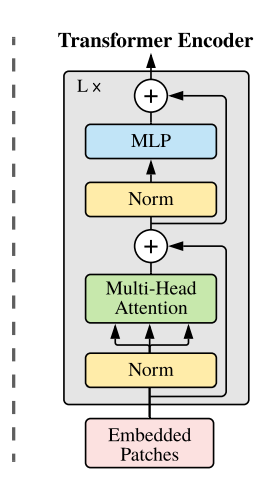 Transformer Encoder
L ×
+
MLP
Norm
+
Multi-Head
Attention
Norm
Embedded
Patches